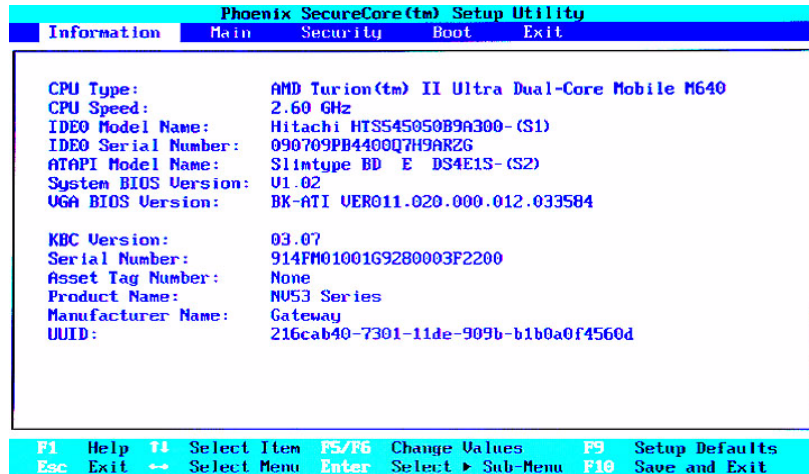 Phoenix SecureCore(tm) Setup Utility
Information Main Security Boot Exit
CPU Type: AMD Turion(tm) II Ultra Dual-Core Mobile M640
CPU Speed: 2.60 GHz
IDE0 Model Name: Hitachi HTS545050B9A300-(S1)
IDE0 Serial Number: 090709PB4400Q7H9ARZG
ATAPI Model Name: Slimtype BD E DS4E1S-(S2)
System BIOS Version: V1.02
VGA BIOS Version: BK-ATI VER011.020.000.012.033584
KBC Version: 03.07
Serial Number: 914FM01001G9280003F2200
Asset Tag Number: None
Product Name: NV53 Series
Manufacturer Name: Gateway
UUID: 216cab40-7301-11de-909b-b1b0a0f4560d
F1 Help ↑↓ Select Item F5/F6 Change Values F9 Setup Defaults
Esc Exit ↔ Select Menu Enter Select ▶ Sub-Menu F10 Save and Exit